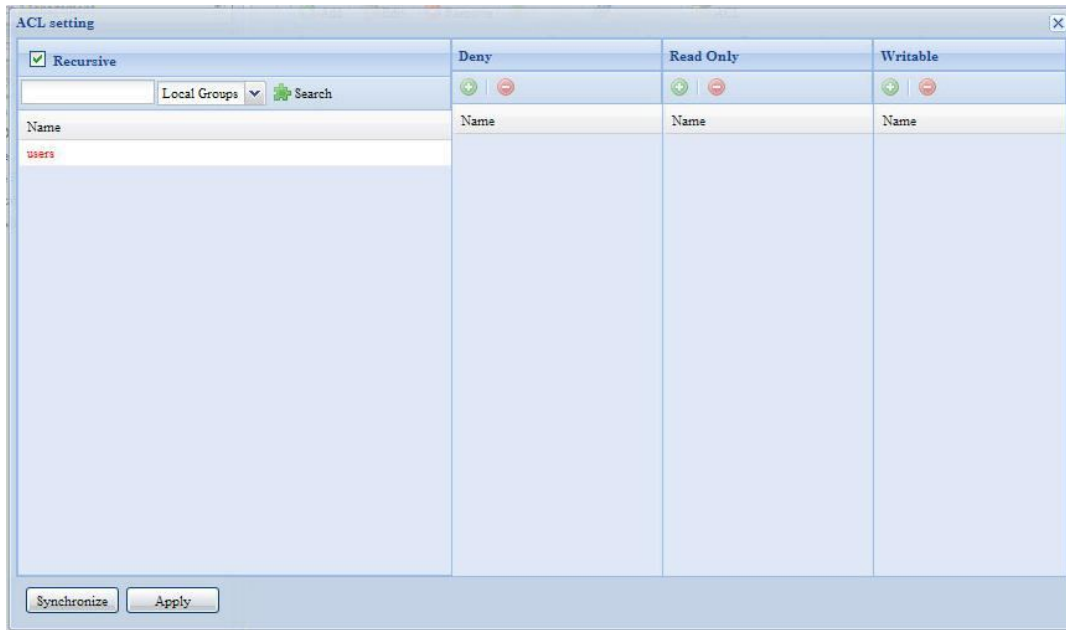 ACL setting
Recursive
Deny
Read Only
Writable
Local Groups
Search
Name
Name
Name
Name
users
Synchronize
Apply